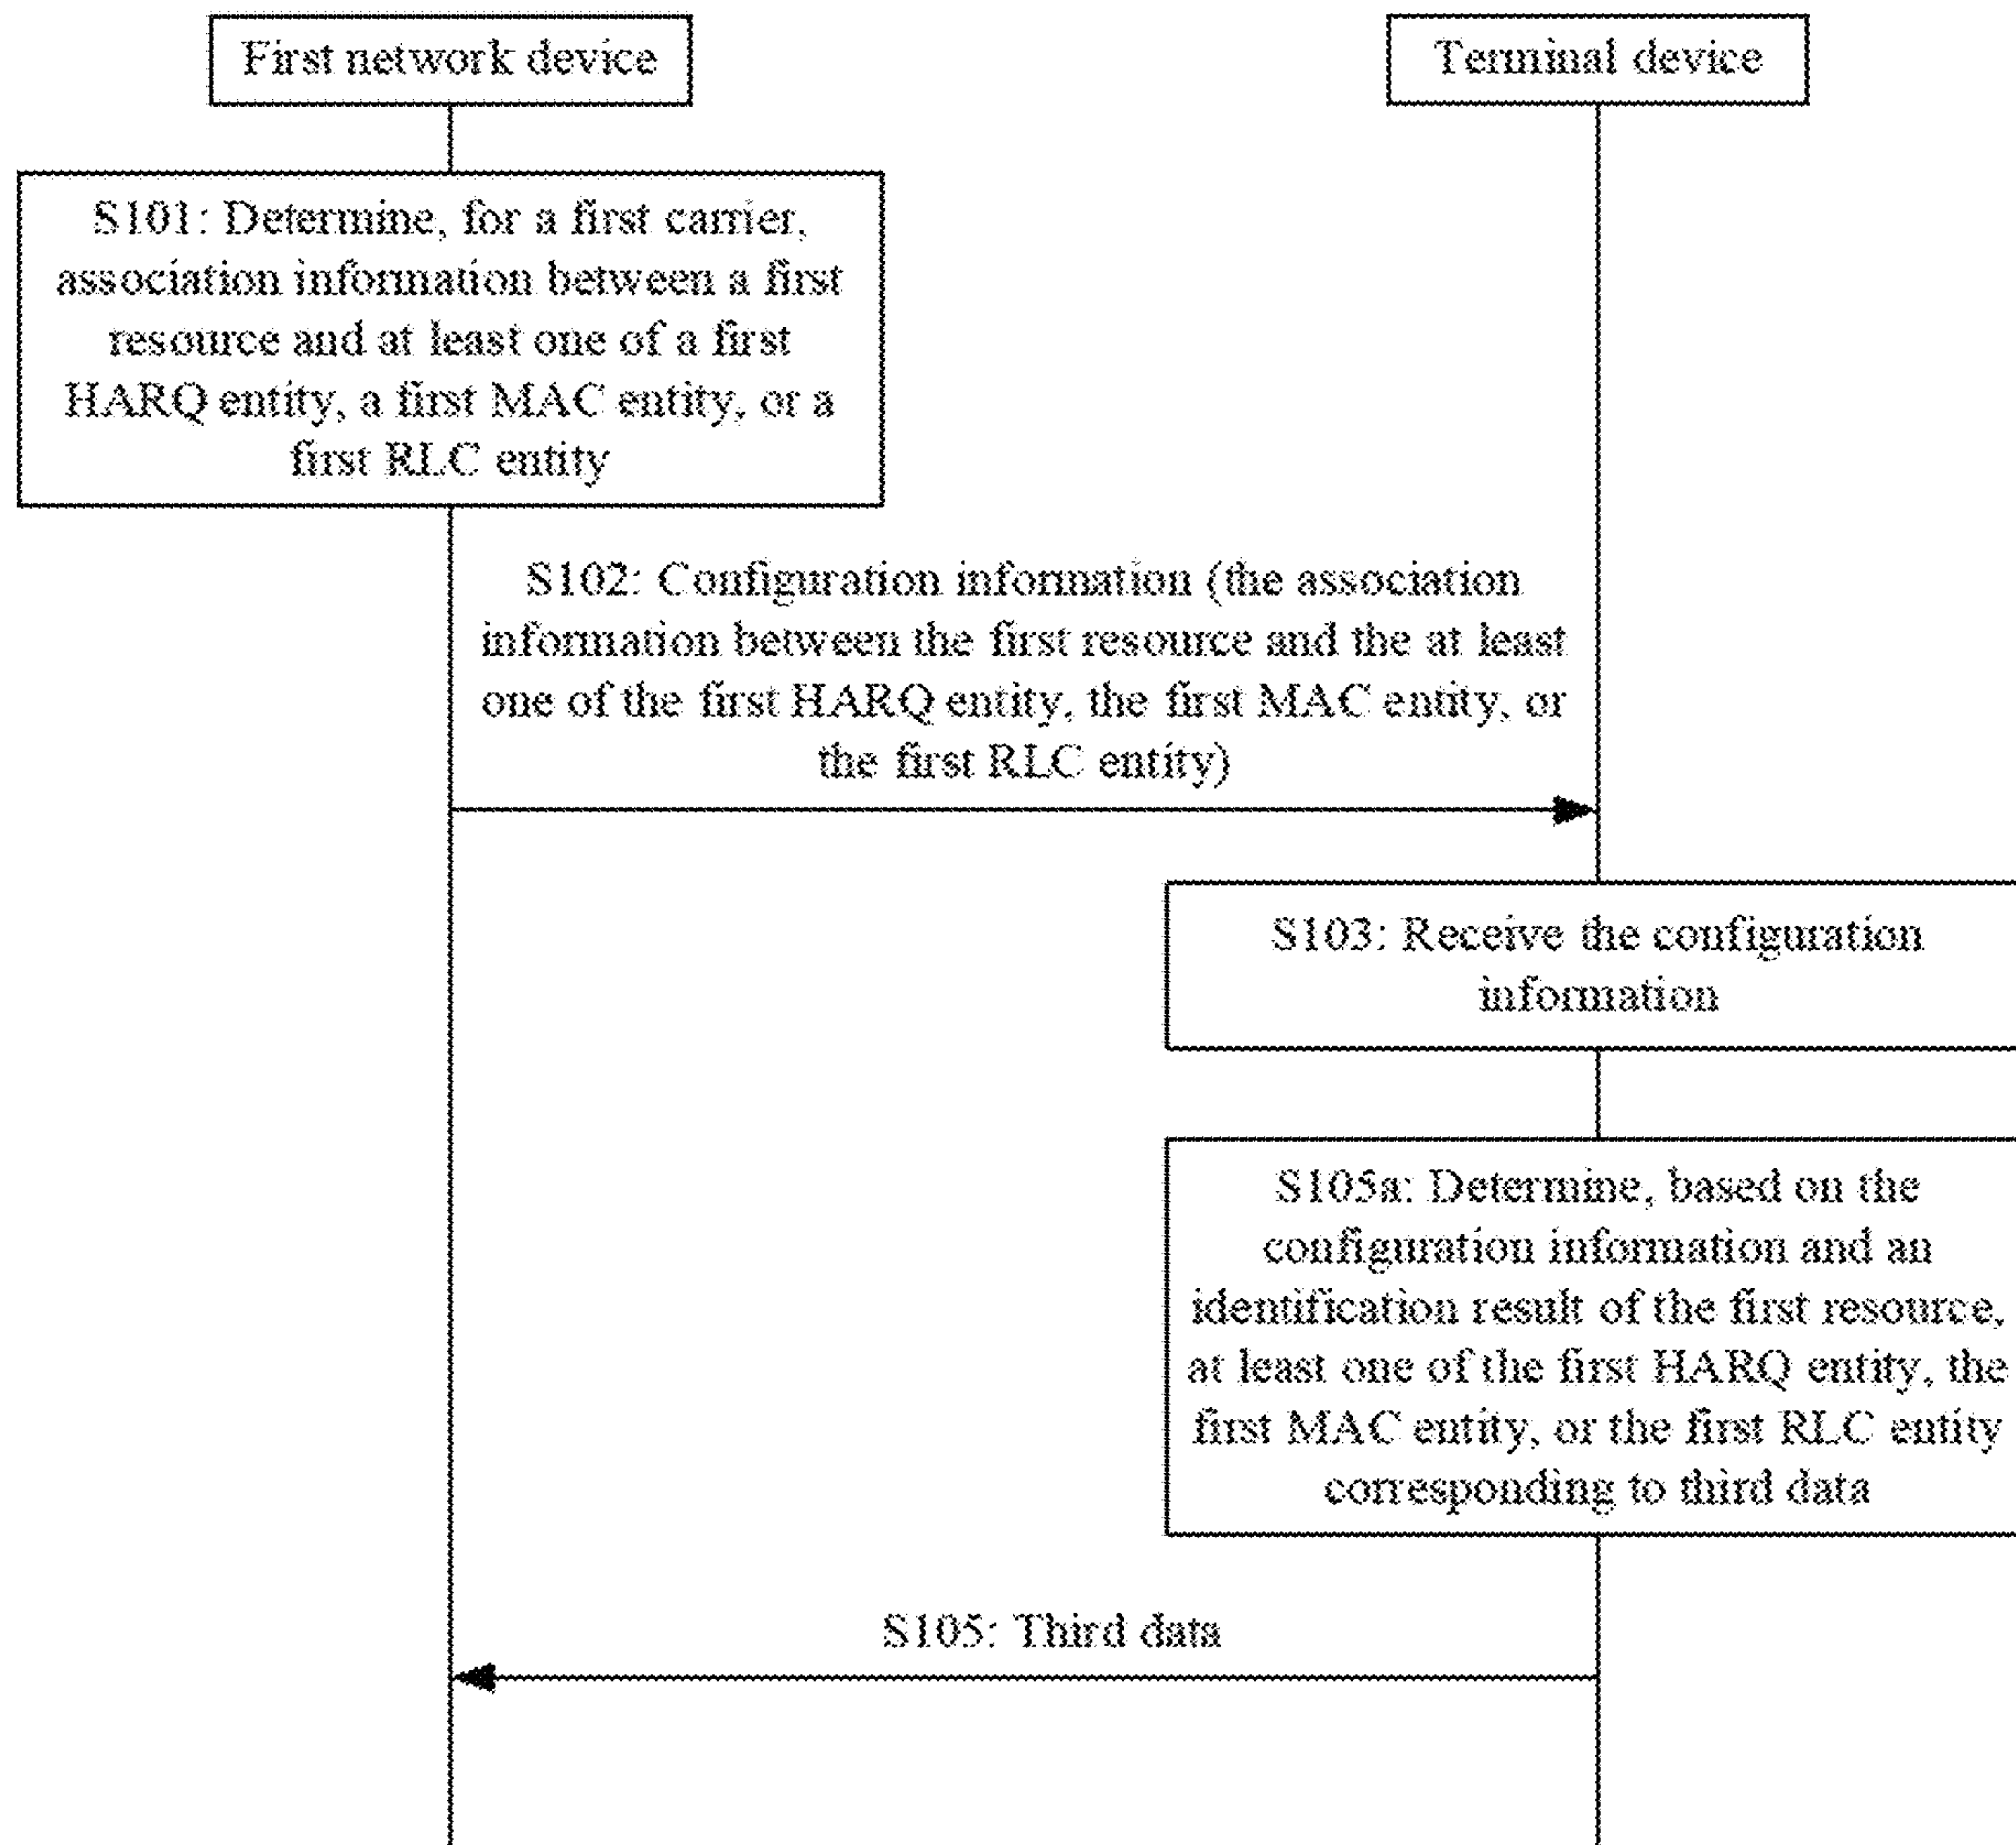 First network device
Terminal device
S101: Determine, for a first carrier,
association information between a first
resource and at least one of a first
HARQ entity, a first MAC entity, or a
first RLC entity
S102: Configuration information (the association
information between the first resource and the at least
one of the first HARQ entity, the first MAC entity, or
the first RLC entity)
S103: Receive the configuration
information
S105a: Determine, based on the
configuration information and an
identification result of the first resource,
at least one of the first HARQ entity, the
first MAC entity, or the first RLC entity
corresponding to third data
S105: Third data